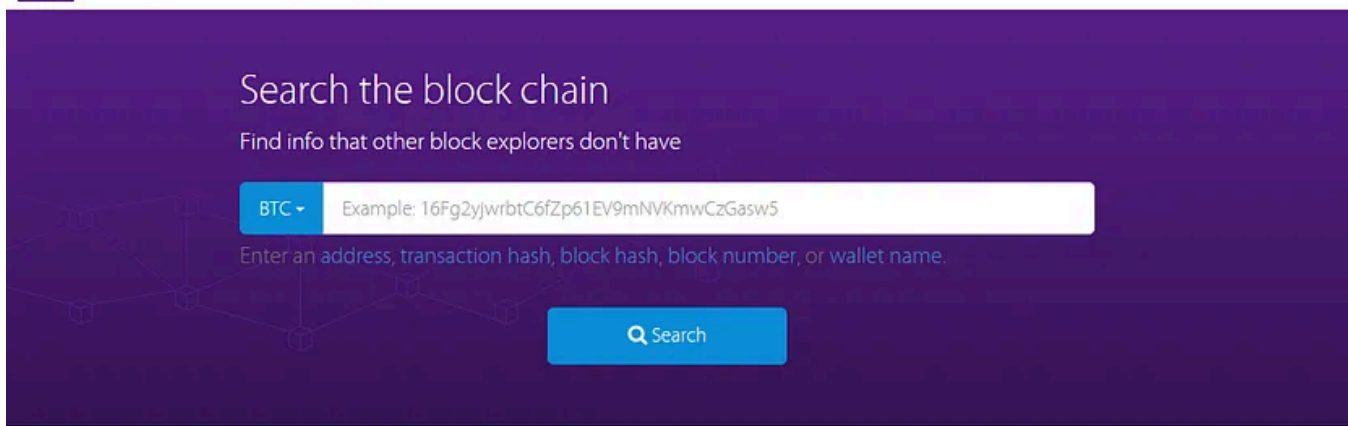 Search the block chain
Find info that other block explorers don't have
BTC
Example: 16Fg2yjwrbtC6fZp61EV9mNVKmwCzGasw5
Enter an address, transaction hash, block hash, block number, or wallet name.
Search